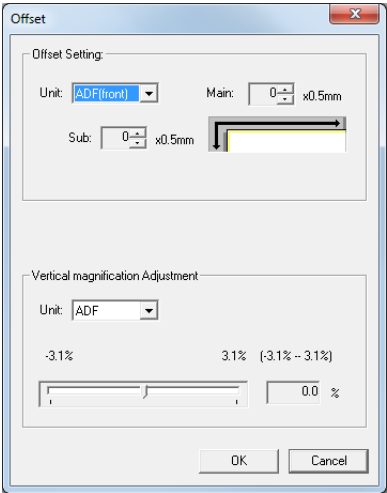 Offset
Offset Setting:
Unit: ADF(front) Main: 0 x0.5mm
Sub: 0 x0.5mm
Vertical magnification Adjustment
Unit: ADF
-3.1% 3.1% (-3.1% -- 3.1%)
0.0 %
OK Cancel